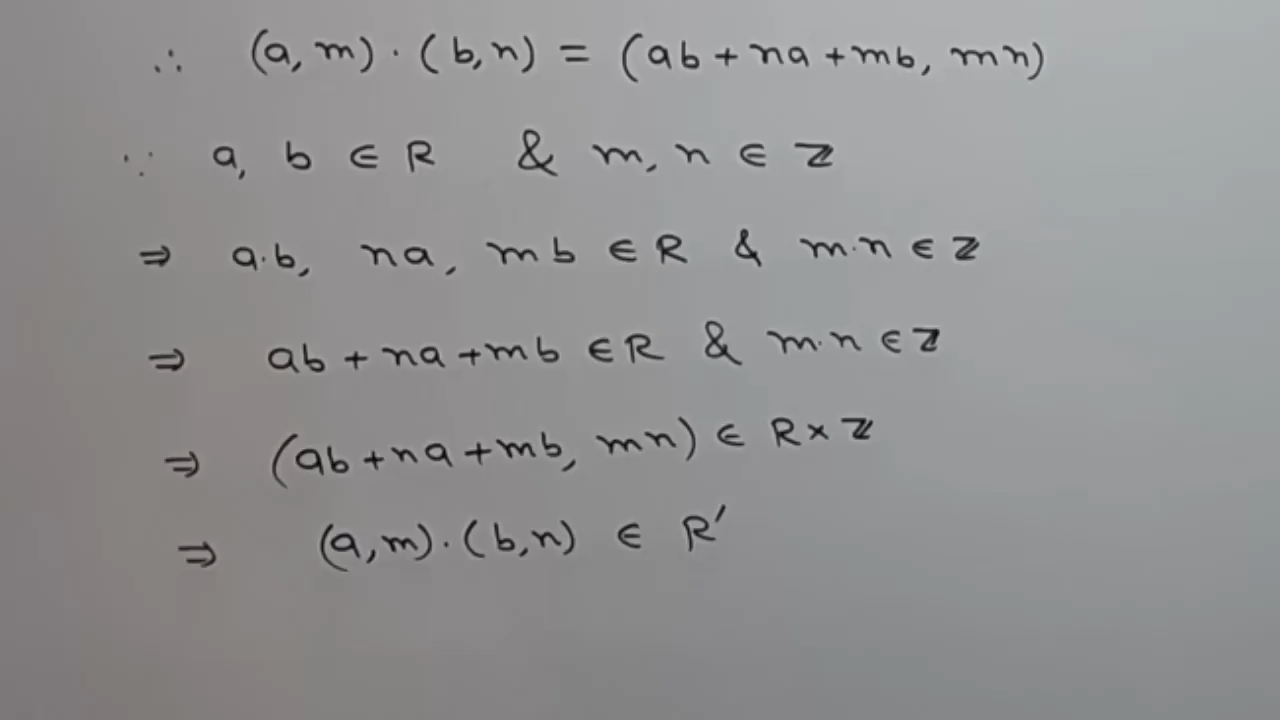 ∴ (a, m) · (b, n) = (ab + na + mb, mn)
∵ a, b ∈ R & m, n ∈ ℤ
⇒ a·b, na, mb ∈ R & m·n ∈ ℤ
⇒ ab + na + mb ∈ R & m·n ∈ ℤ
⇒ (ab + na + mb, mn) ∈ R × ℤ
⇒ (a, m) · (b, n) ∈ R′